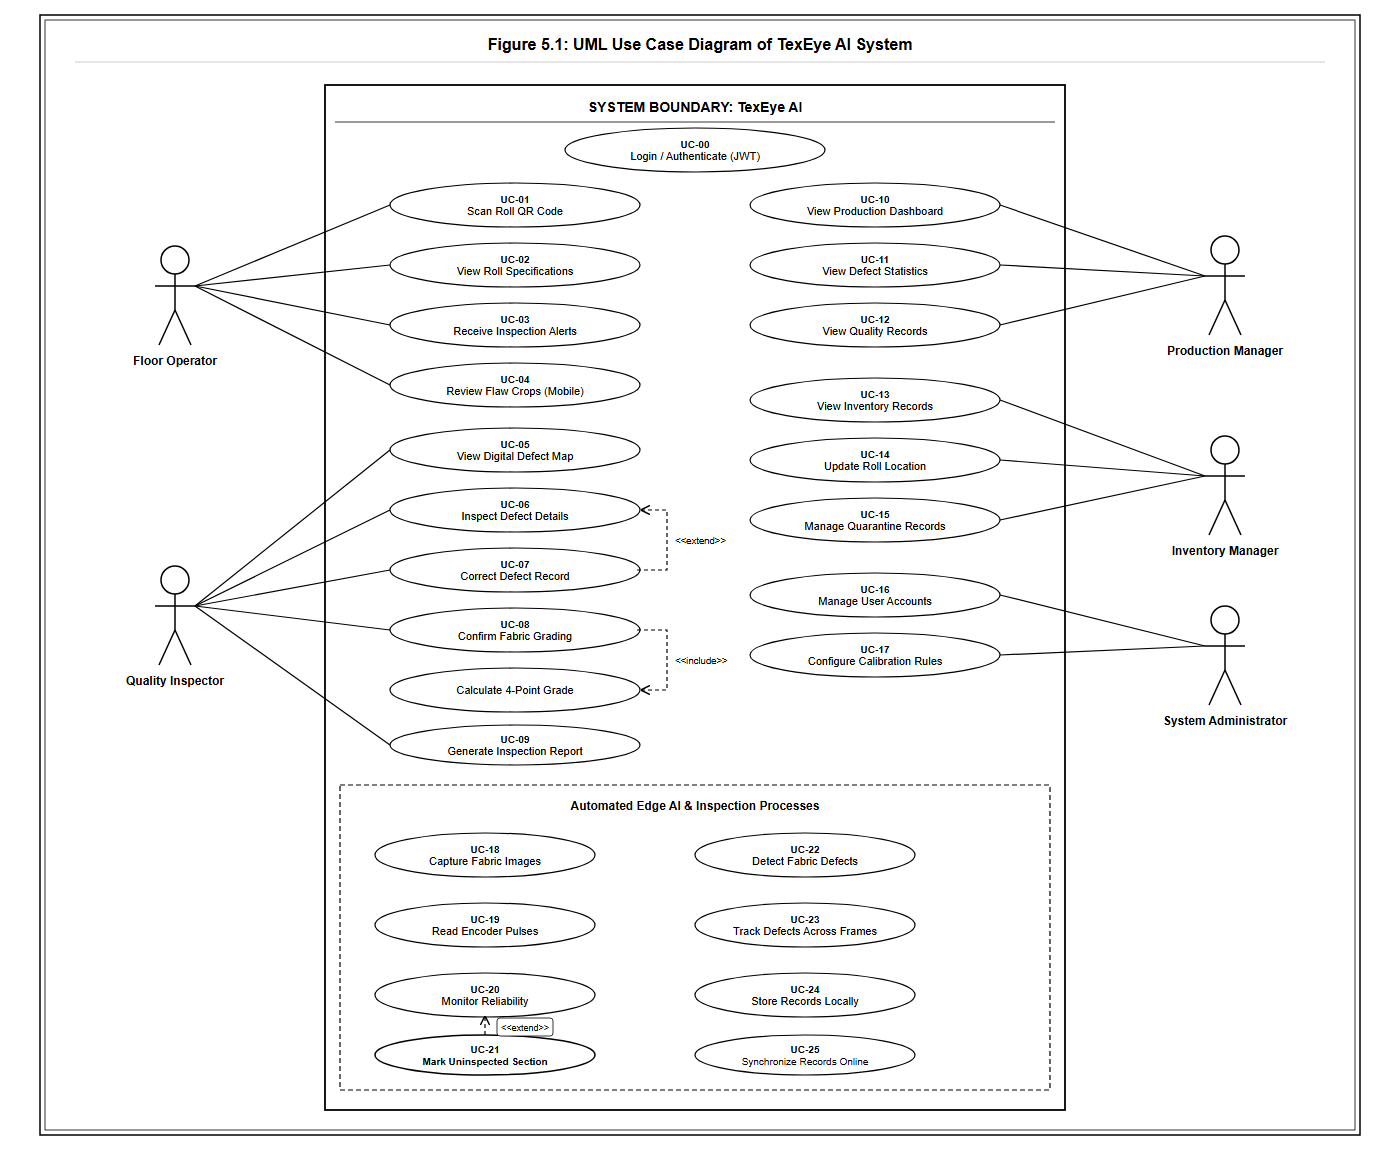 Figure 5.1: UML Use Case Diagram of TexEye AI System
SYSTEM BOUNDARY: TexEye AI
UC-00
Login / Authenticate (JWT)
UC-01
Scan Roll QR Code
UC-02
View Roll Specifications
UC-03
Receive Inspection Alerts
UC-04
Review Flaw Crops (Mobile)
Floor Operator
UC-05
View Digital Defect Map
UC-06
Inspect Defect Details
<<extend>>
UC-07
Correct Defect Record
UC-08
Confirm Fabric Grading
<<include>>
Calculate 4-Point Grade
UC-09
Generate Inspection Report
Quality Inspector
UC-10
View Production Dashboard
UC-11
View Defect Statistics
UC-12
View Quality Records
Production Manager
UC-13
View Inventory Records
UC-14
Update Roll Location
UC-15
Manage Quarantine Records
Inventory Manager
UC-16
Manage User Accounts
UC-17
Configure Calibration Rules
System Administrator
Automated Edge AI & Inspection Processes
UC-18
Capture Fabric Images
UC-19
Read Encoder Pulses
UC-20
Monitor Reliability
<<extend>>
UC-21
Mark Uninspected Section
UC-22
Detect Fabric Defects
UC-23
Track Defects Across Frames
UC-24
Store Records Locally
UC-25
Synchronize Records Online